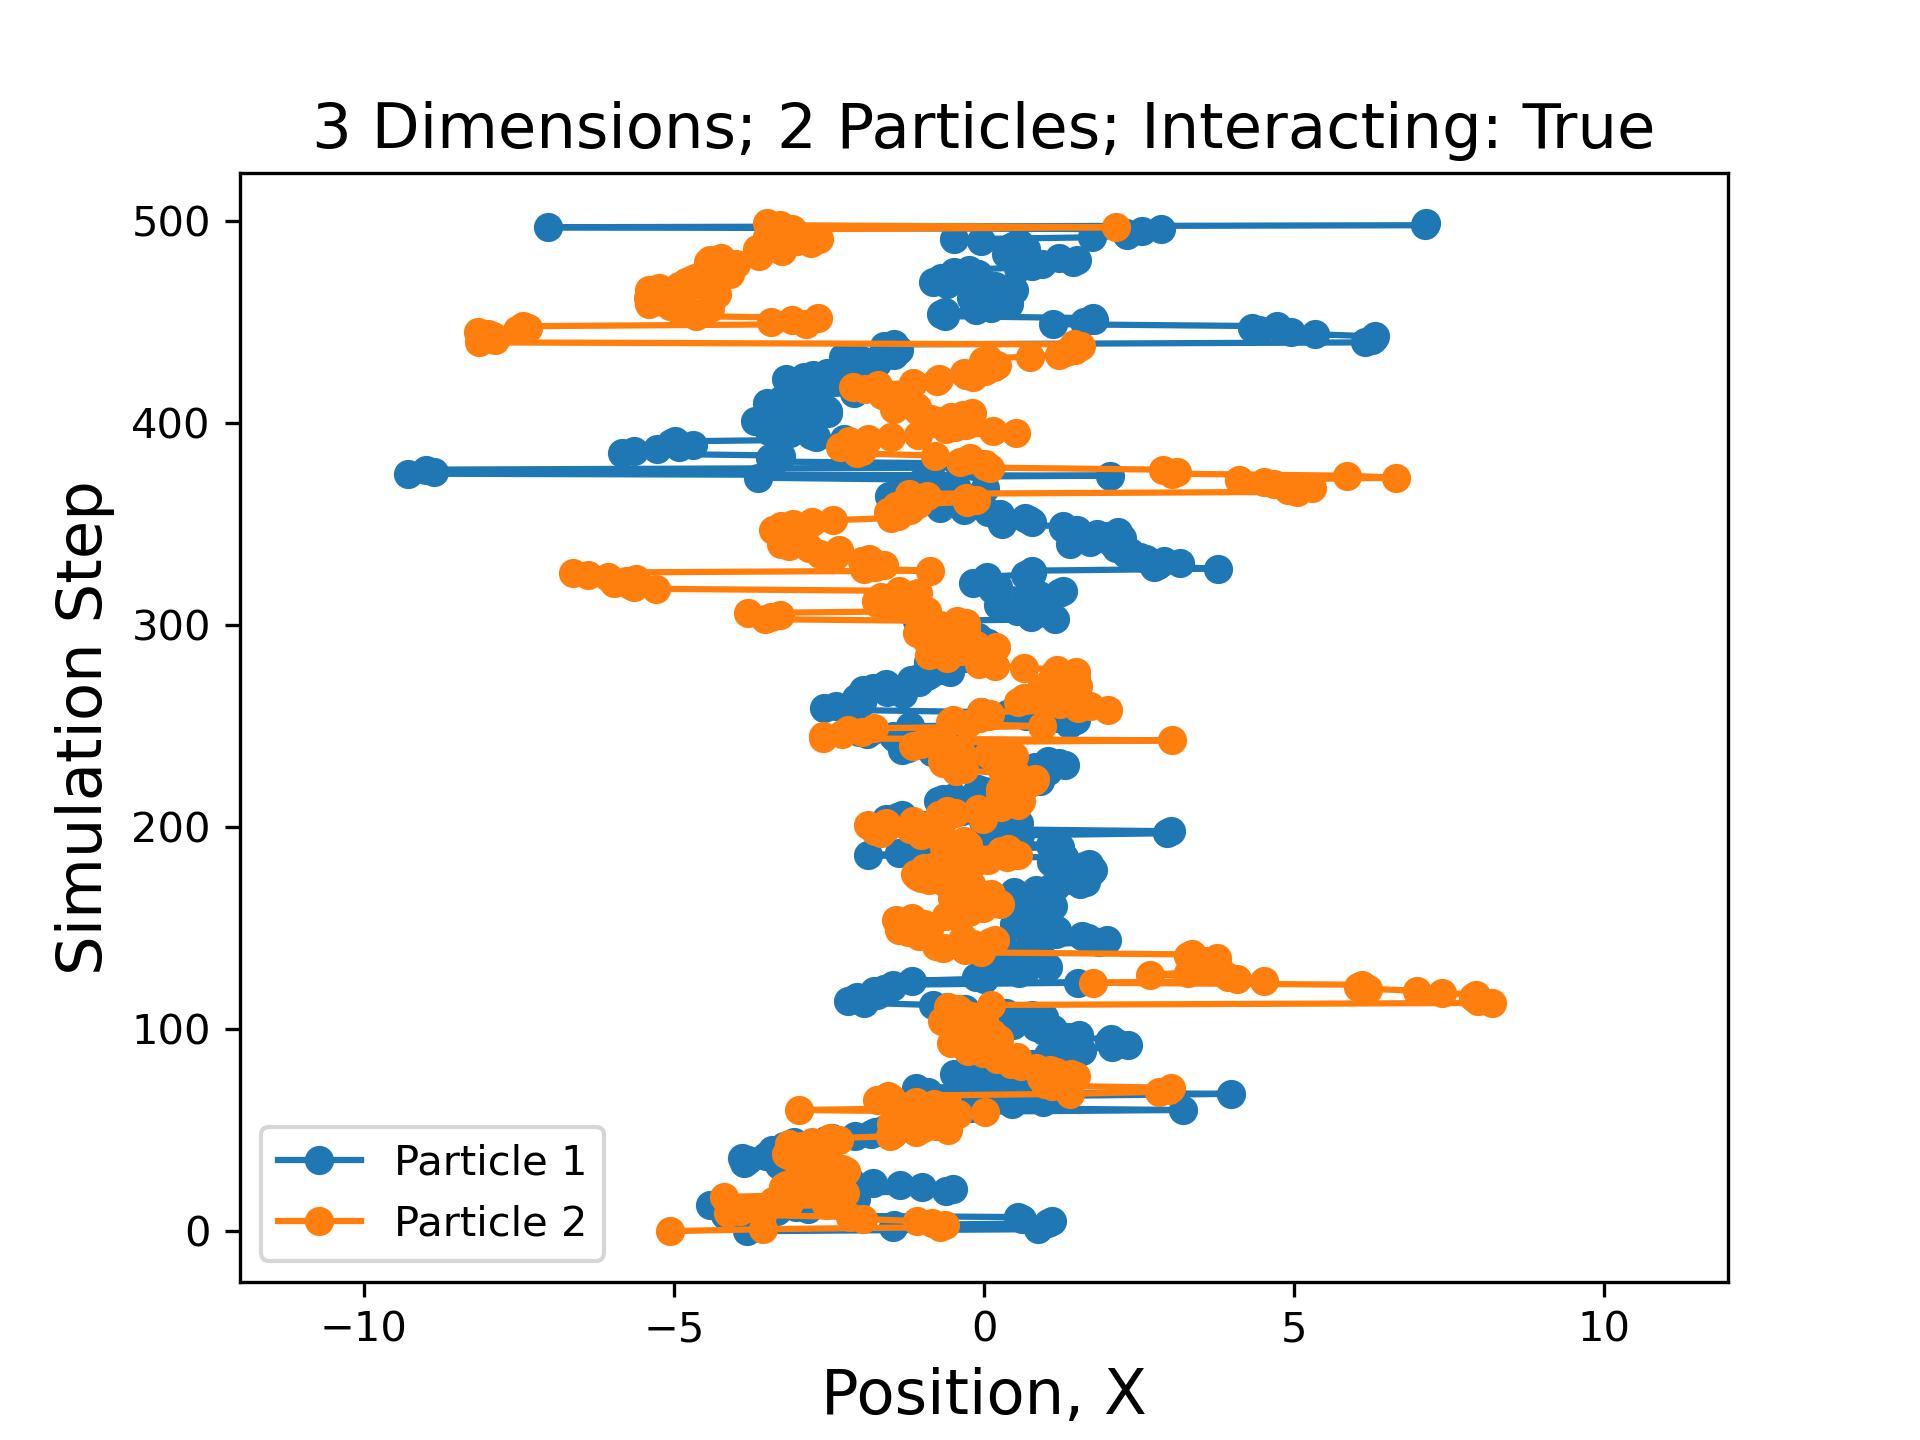 3 Dimensions; 2 Particles; Interacting: True
Simulation Step
500
400
300
200
100
0
Particle 1
Particle 2
−10
−5
0
5
10
Position, X